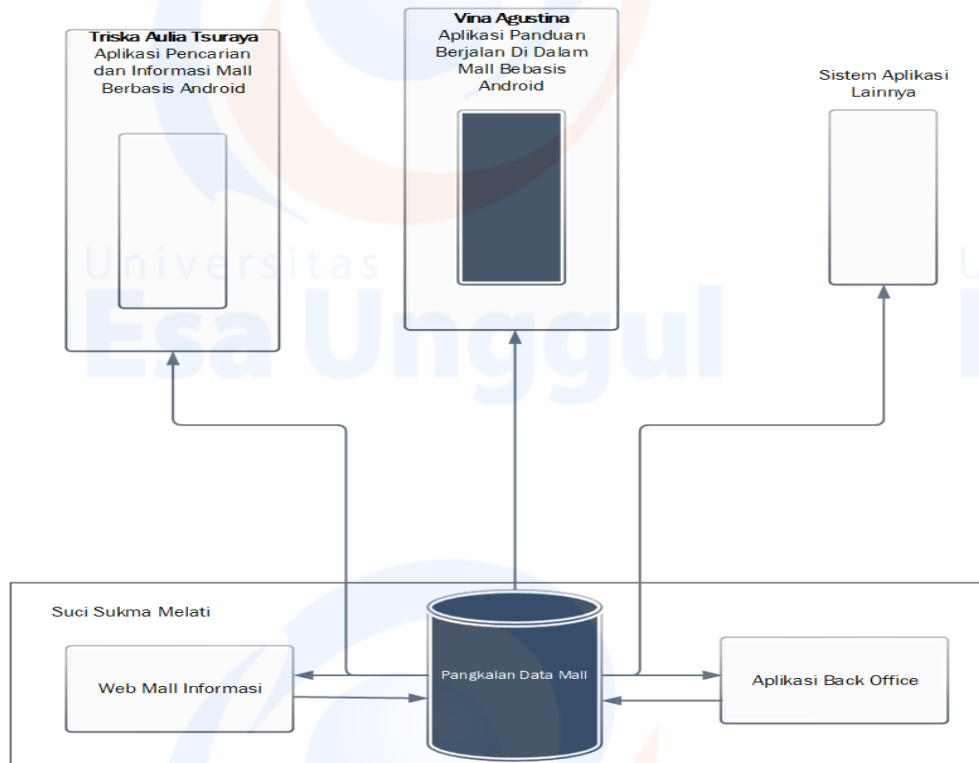 Triska Aulia Tsuraya
Aplikasi Pencarian
dan Informasi Mall
Berbasis Android
Vina Agustina
Aplikasi Panduan
Berjalan Di Dalam
Mall Bebasis
Android
Sistem Aplikasi
Lainnya
Universitas
Esa Unggul
Suci Sukma Melati
Web Mall Informasi
Pangkalan Data Mall
Aplikasi Back Office